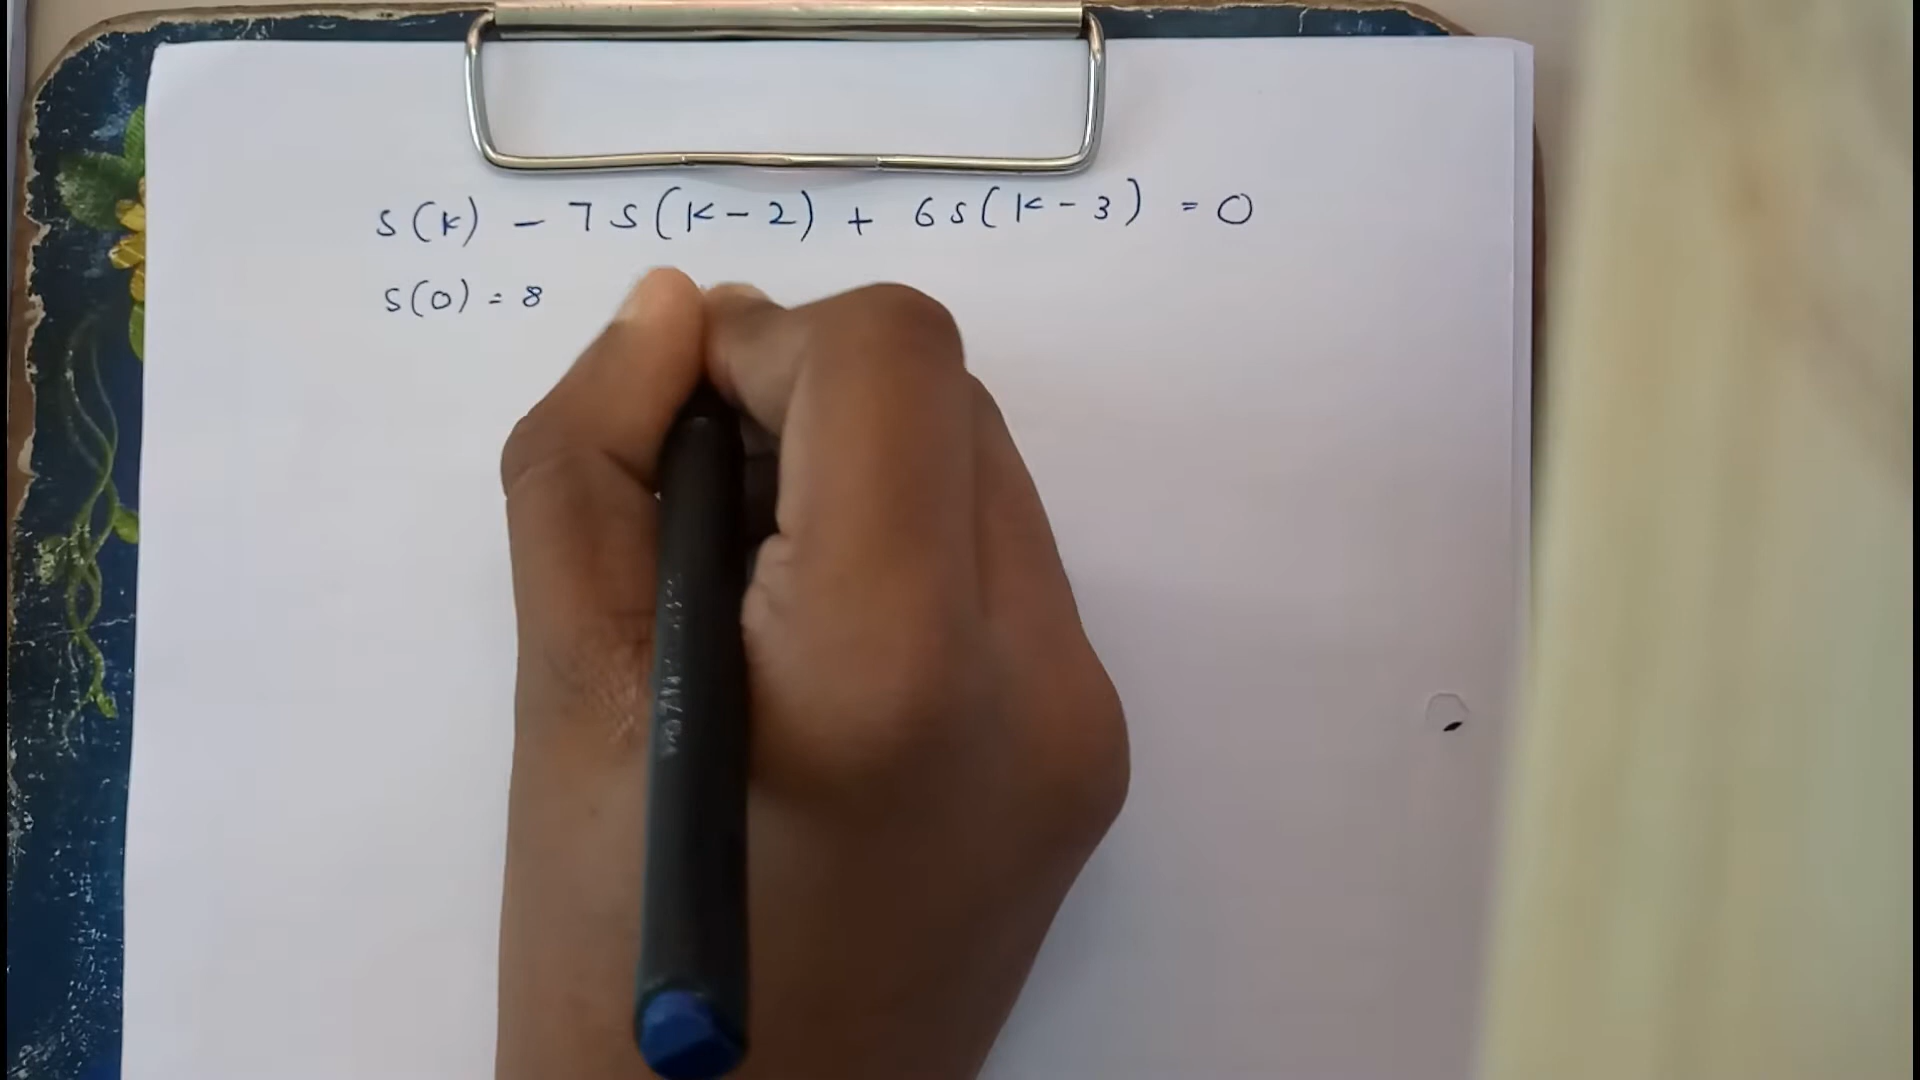 S(k) - 7S(k-2) + 6S(k-3) = 0
S(0) = 8